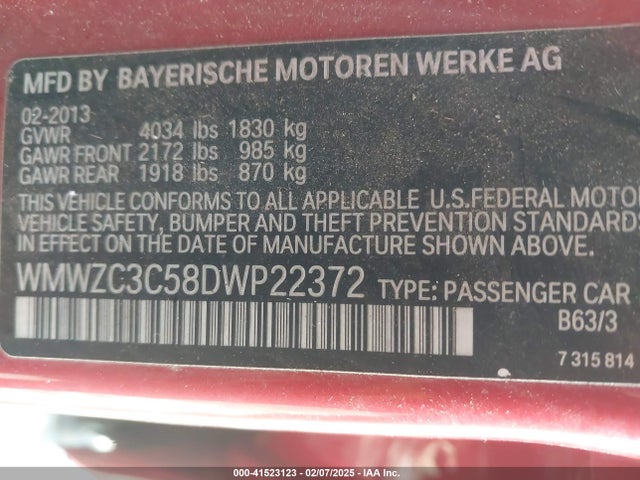 MFD BY BAYERISCHE MOTOREN WERKE AG
02-2013
GVWR 4034 lbs 1830 kg
GAWR FRONT 2172 lbs 985 kg
GAWR REAR 1918 lbs 870 kg
THIS VEHICLE CONFORMS TO ALL APPLICABLE U.S.FEDERAL MOTO
VEHICLE SAFETY, BUMPER AND THEFT PREVENTION STANDARDS
IN EFFECT ON THE DATE OF MANUFACTURE SHOWN ABOVE.
WMWZC3C58DWP22372 TYPE: PASSENGER CAR
B63/3
7 315 814
000-41523123 - 02/07/2025 - IAA Inc.